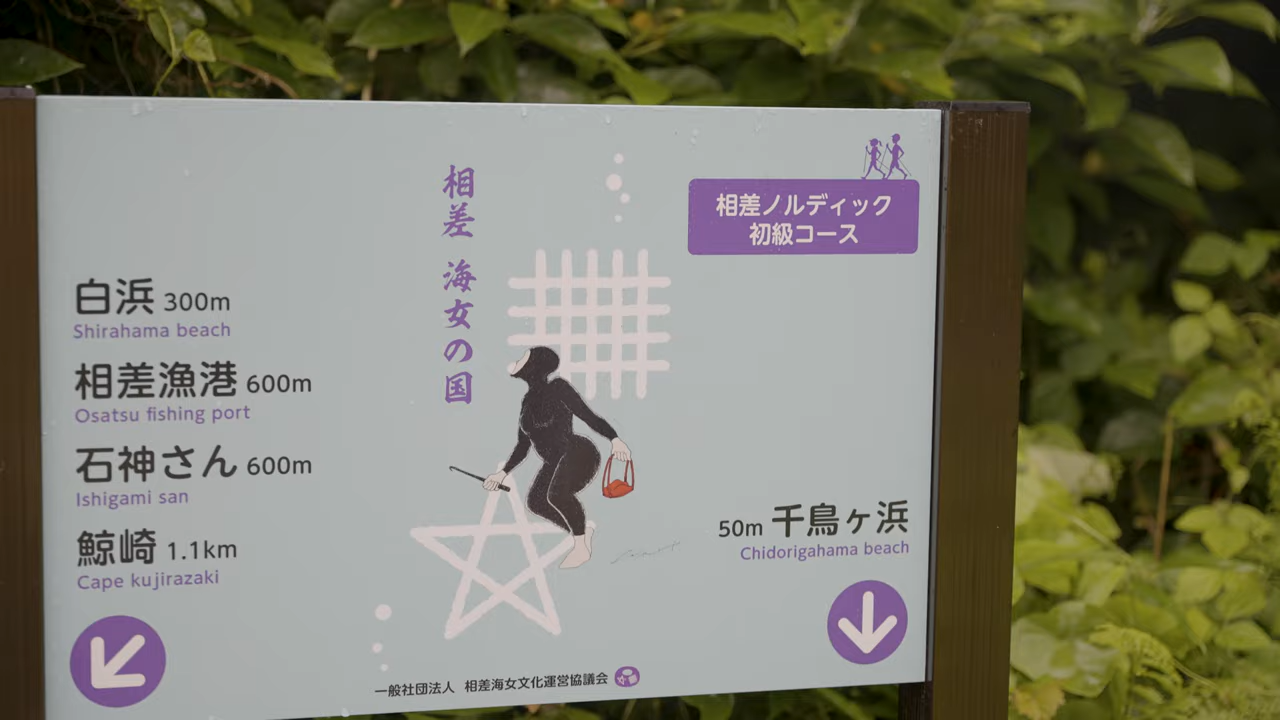 相差 海女の国
相差ノルディック
初級コース
白浜 300m
Shirahama beach
相差漁港 600m
Osatsu fishing port
石神さん 600m
Ishigami san
鯨崎 1.1km
Cape kujirazaki
50m 千鳥ヶ浜
Chidorigahama beach
一般社団法人 相差海女文化運営協議会